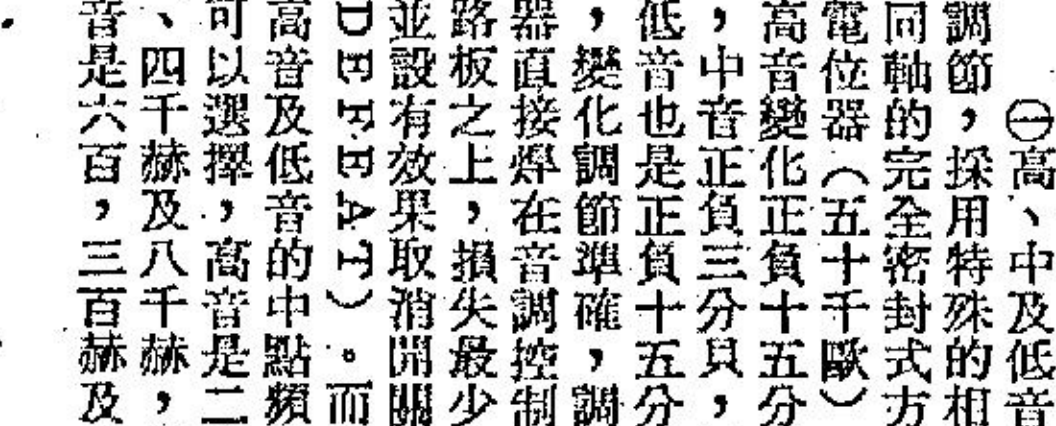 ㊀高、中及低音
調節，採用特殊的相
同軸的完全密封式方
電位器（五十千歐）
高音變化正負十五分
，中音正負三分貝，
低音也是正負十五分
，變化調節準確，調
器直接焊在音調控制
路板之上，損失最少
並設有效果取消開關
DEFEAT）。而
高音及低音的中點頻
可以選擇，高音是二
、四千赫及八千赫，
音是六百，三百赫及